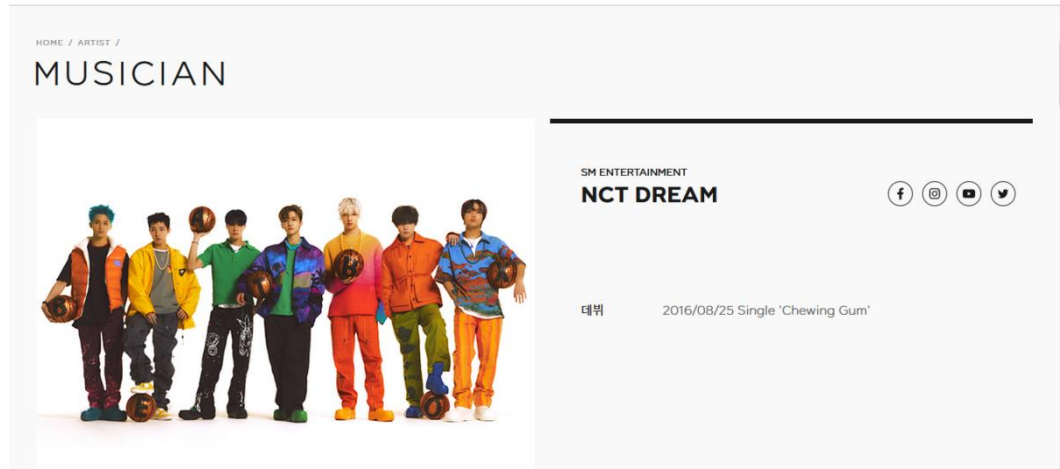 HOME / ARTIST /
MUSICIAN
SM ENTERTAINMENT
NCT DREAM
데뷔 2016/08/25 Single 'Chewing Gum'